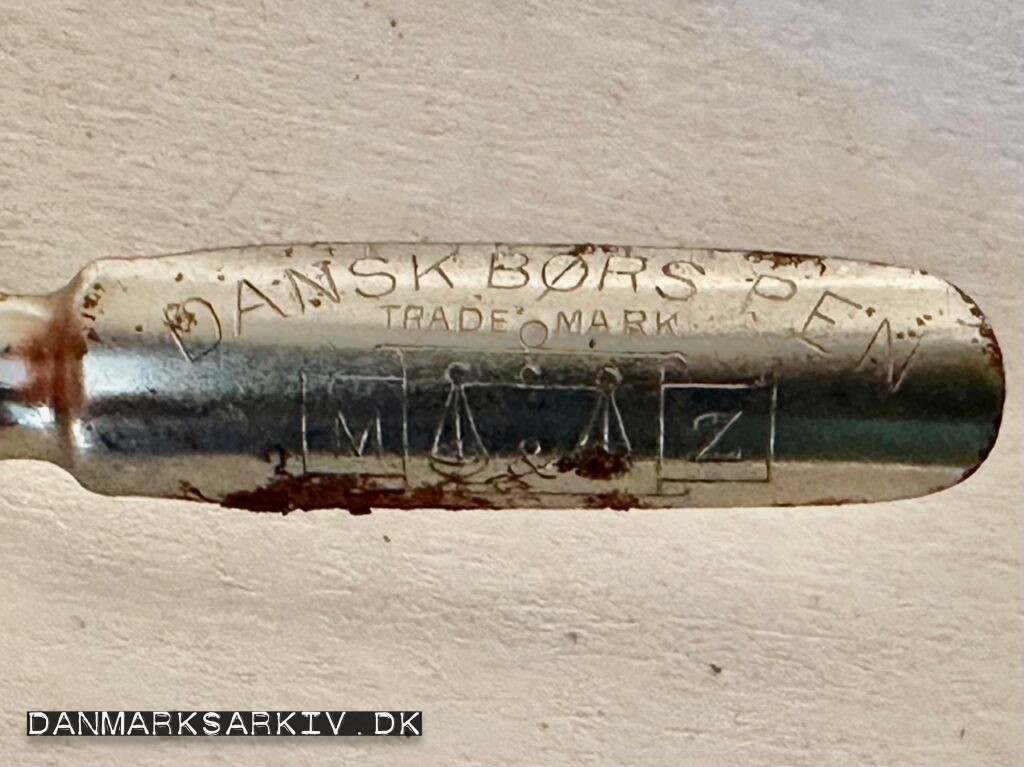 DANSK BØRS PEN
TRADE MARK
M & Z
DANMARKSARKIV.DK